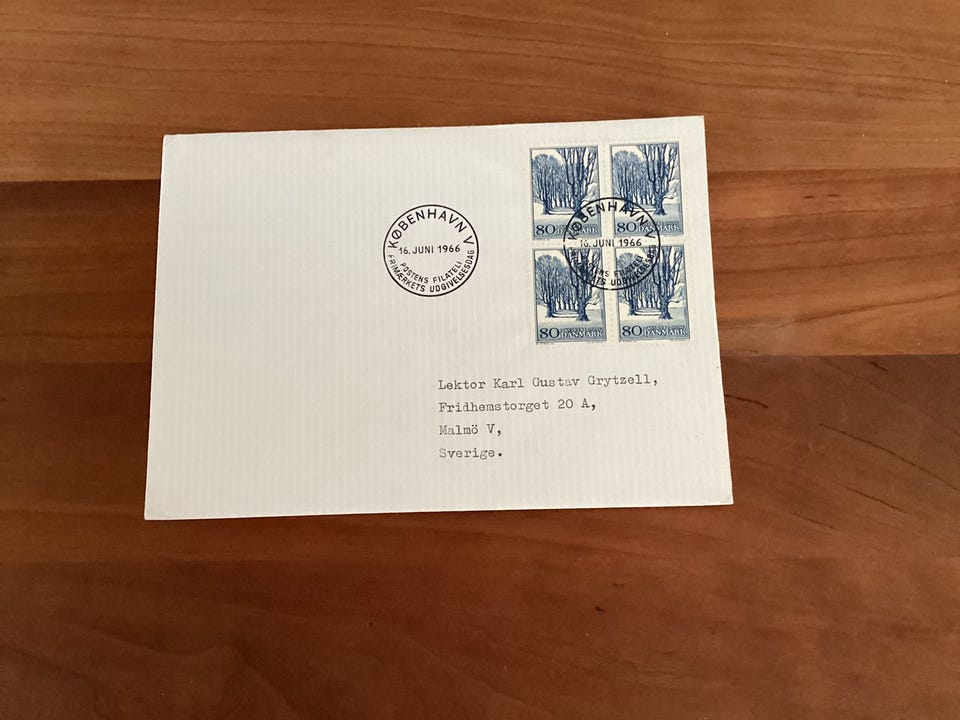 KØBENHAVN V
16. JUNI 1966
POSTENS FILATELI
FRIMÆRKETS UDGIVELSESDAG
80 DANMARK
80 DANMARK
KØBENHAVN V
16. JUNI 1966
POSTENS FILATELI
FRIMÆRKETS UDGIVELSESDAG
80 DANMARK
80 DANMARK
Lektor Karl Gustav Grytzell,
Fridhemstorget 20 A,
Malmö V,
Sverige.